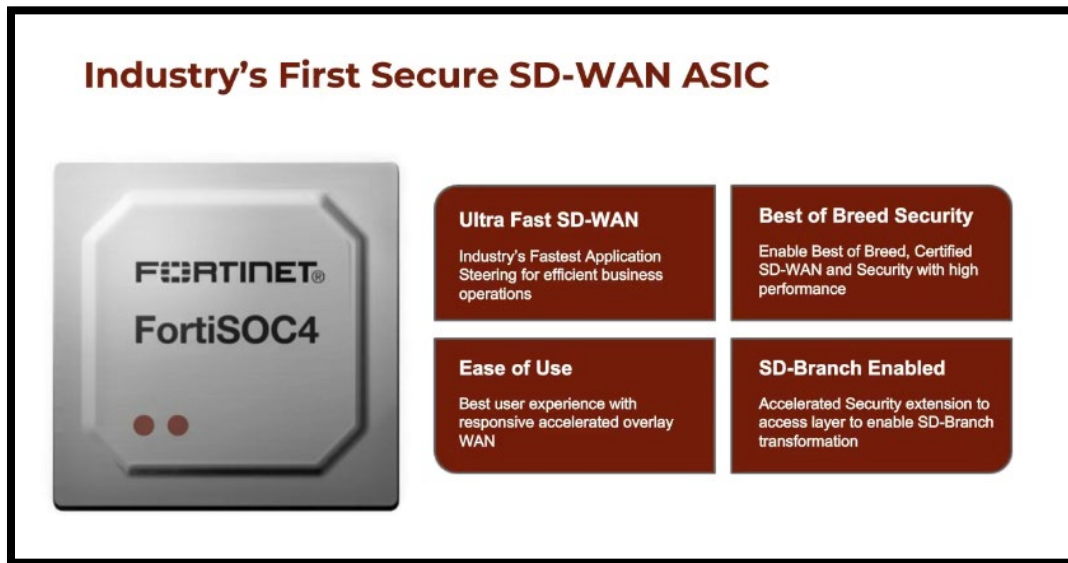 Industry's First Secure SD-WAN ASIC
FORTINET®
FortiSOC4
Ultra Fast SD-WAN
Industry's Fastest Application
Steering for efficient business
operations
Best of Breed Security
Enable Best of Breed, Certified
SD-WAN and Security with high
performance
Ease of Use
Best user experience with
responsive accelerated overlay
WAN
SD-Branch Enabled
Accelerated Security extension to
access layer to enable SD-Branch
transformation